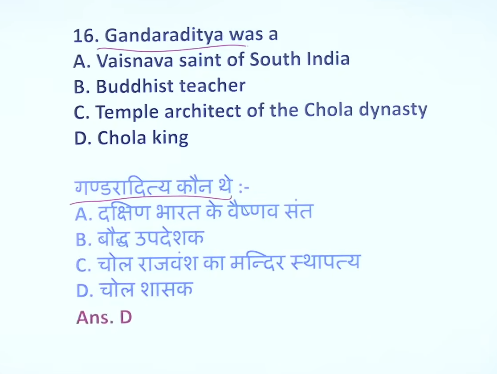 16. Gandaraditya was a
A. Vaisnava saint of South India
B. Buddhist teacher
C. Temple architect of the Chola dynasty
D. Chola king
गण्डरादित्य कौन थे :-
A. दक्षिण भारत के वैष्णव संत
B. बौद्ध उपदेशक
C. चोल राजवंश का मन्दिर स्थापत्य
D. चोल शासक
Ans. D